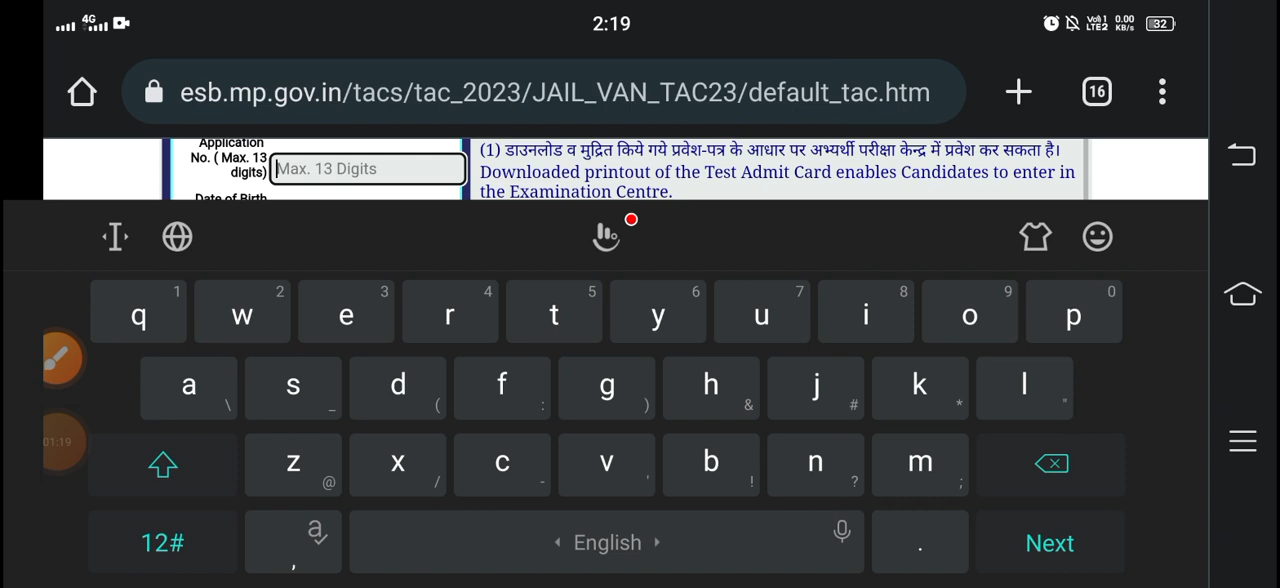 4G
2:19
Vol 1
LTE2
0.00
KB/s
32
esb.mp.gov.in/tacs/tac_2023/JAIL_VAN_TAC23/default_tac.htm
16
Application
No. ( Max. 13
digits)
Max. 13 Digits
Date of Birth
(1) डाउनलोड व मुद्रित किये गये प्रवेश-पत्र के आधार पर अभ्यर्थी परीक्षा केन्द्र में प्रवेश कर सकता है।
Downloaded printout of the Test Admit Card enables Candidates to enter in
the Examination Centre.
q 1 w 2 e 3 r 4 t 5 y 6 u 7 i 8 o 9 p 0
a \ s _ d ( f : g ) h & j # k * l "
01:19
z @ x / c - v ' b ! n ? m ;
12# a , English . Next